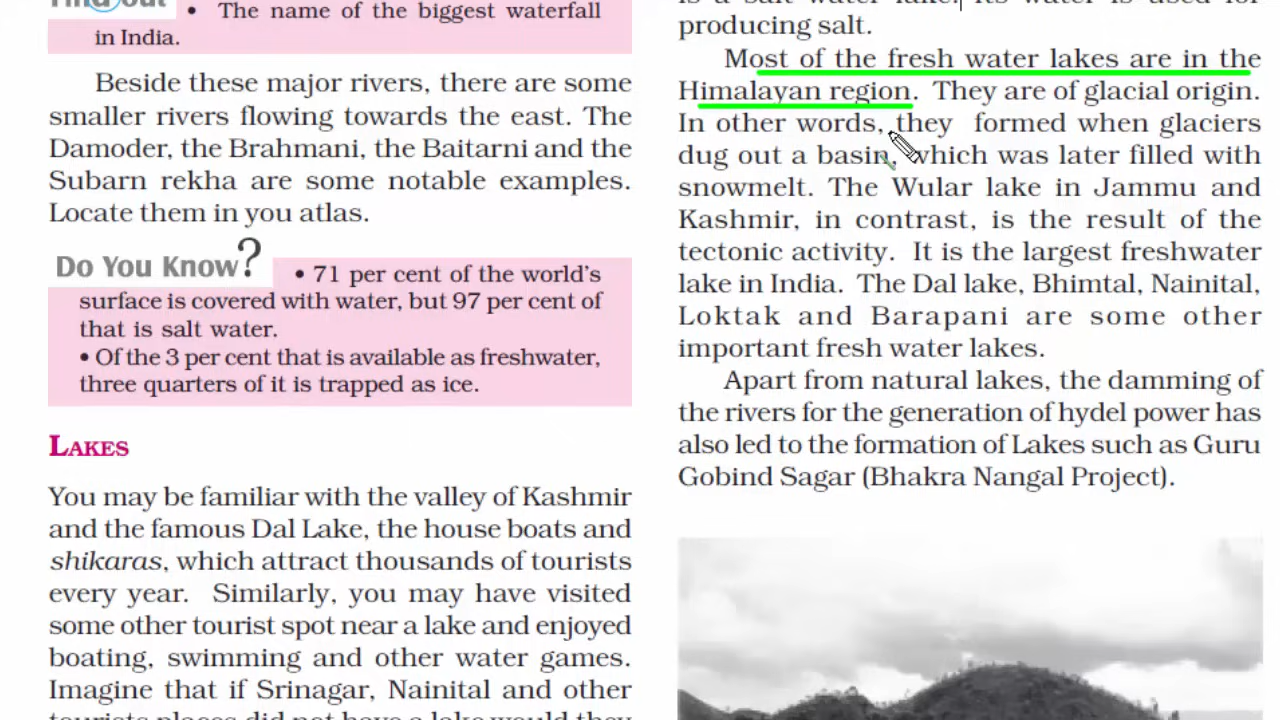 Find out
• The name of the biggest waterfall
in India.
Beside these major rivers, there are some
smaller rivers flowing towards the east. The
Damoder, the Brahmani, the Baitarni and the
Subarn rekha are some notable examples.
Locate them in you atlas.
Do You Know?
• 71 per cent of the world’s
surface is covered with water, but 97 per cent of
that is salt water.
• Of the 3 per cent that is available as freshwater,
three quarters of it is trapped as ice.
LAKES
You may be familiar with the valley of Kashmir
and the famous Dal Lake, the house boats and
shikaras, which attract thousands of tourists
every year. Similarly, you may have visited
some other tourist spot near a lake and enjoyed
boating, swimming and other water games.
Imagine that if Srinagar, Nainital and other
tourists places did not have a lake would they
is a salt water lake. Its water is used for
producing salt.
Most of the fresh water lakes are in the
Himalayan region. They are of glacial origin.
In other words, they formed when glaciers
dug out a basin, which was later filled with
snowmelt. The Wular lake in Jammu and
Kashmir, in contrast, is the result of the
tectonic activity. It is the largest freshwater
lake in India. The Dal lake, Bhimtal, Nainital,
Loktak and Barapani are some other
important fresh water lakes.
Apart from natural lakes, the damming of
the rivers for the generation of hydel power has
also led to the formation of Lakes such as Guru
Gobind Sagar (Bhakra Nangal Project).